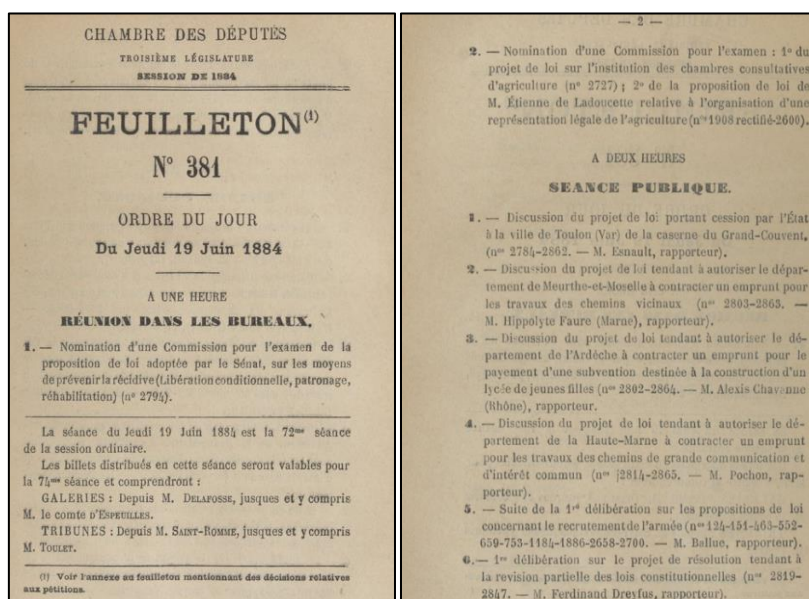 CHAMBRE DES DÉPUTÉS
TROISIÈME LÉGISLATURE
SESSION DE 1884
FEUILLETON(1)
N° 381
ORDRE DU JOUR
Du Jeudi 19 Juin 1884
A UNE HEURE
RÉUNION DANS LES BUREAUX,
1. — Nomination d'une Commission pour l'examen de la
proposition de loi adoptée par le Sénat, sur les moyens
de prévenir la récidive (Libération conditionnelle, patronage,
réhabilitation) (n° 2794).
La séance du Jeudi 19 Juin 1884 est la 72me séance
de la session ordinaire.
Les billets distribués en cette séance seront valables pour
la 74me séance et comprendront :
GALERIES : Depuis M. DELAFOSSE, jusques et y compris
M. le comte D'ESPEUILLES.
TRIBUNES : Depuis M. SAINT-ROMME, jusques et y compris
M. TOULET.
(1) Voir l'annexe au feuilleton mentionnant des décisions relatives
aux pétitions.
— 2 —
2. — Nomination d'une Commission pour l'examen : 1° du
projet de loi sur l'institution des chambres consultatives
d'agriculture (n° 2727) ; 2° de la proposition de loi de
M. Étienne de Ladoucette relative à l'organisation d'une
représentation légale de l'agriculture (nos 1908 rectifié-2600).
A DEUX HEURES
SEANCE PUBLIQUE.
1. — Discussion du projet de loi portant cession par l'État
à la ville de Toulon (Var) de la caserne du Grand-Couvent,
(nos 2784-2862. — M. Esnault, rapporteur).
2. — Discussion du projet de loi tendant à autoriser le dépar-
tement de Meurthe-et-Moselle à contracter un emprunt pour
les travaux des chemins vicinaux (nos 2803-2863. —
M. Hippolyte Faure (Marne), rapporteur).
3. — Discussion du projet de loi tendant à autoriser le dé-
partement de l'Ardèche à contracter un emprunt pour le
payement d'une subvention destinée à la construction d'un
lycée de jeunes filles (nos 2802-2864. — M. Alexis Chavanne
(Rhône), rapporteur.
4. — Discussion du projet de loi tendant à autoriser le dé-
partement de la Haute-Marne à contracter un emprunt
pour les travaux des chemins de grande communication et
d'intérêt commun (nos 2814-2865. — M. Pochon, rap-
porteur).
5. — Suite de la 1re délibération sur les propositions de loi
concernant le recrutement de l'armée (nos 124-151-463-552-
659-753-1184-1886-2658-2700. — M. Ballue, rapporteur).
6. — 1re délibération sur le projet de résolution tendant à
la revision partielle des lois constitutionnelles (nos 2819-
2847. — M. Ferdinand Dreyfus, rapporteur).